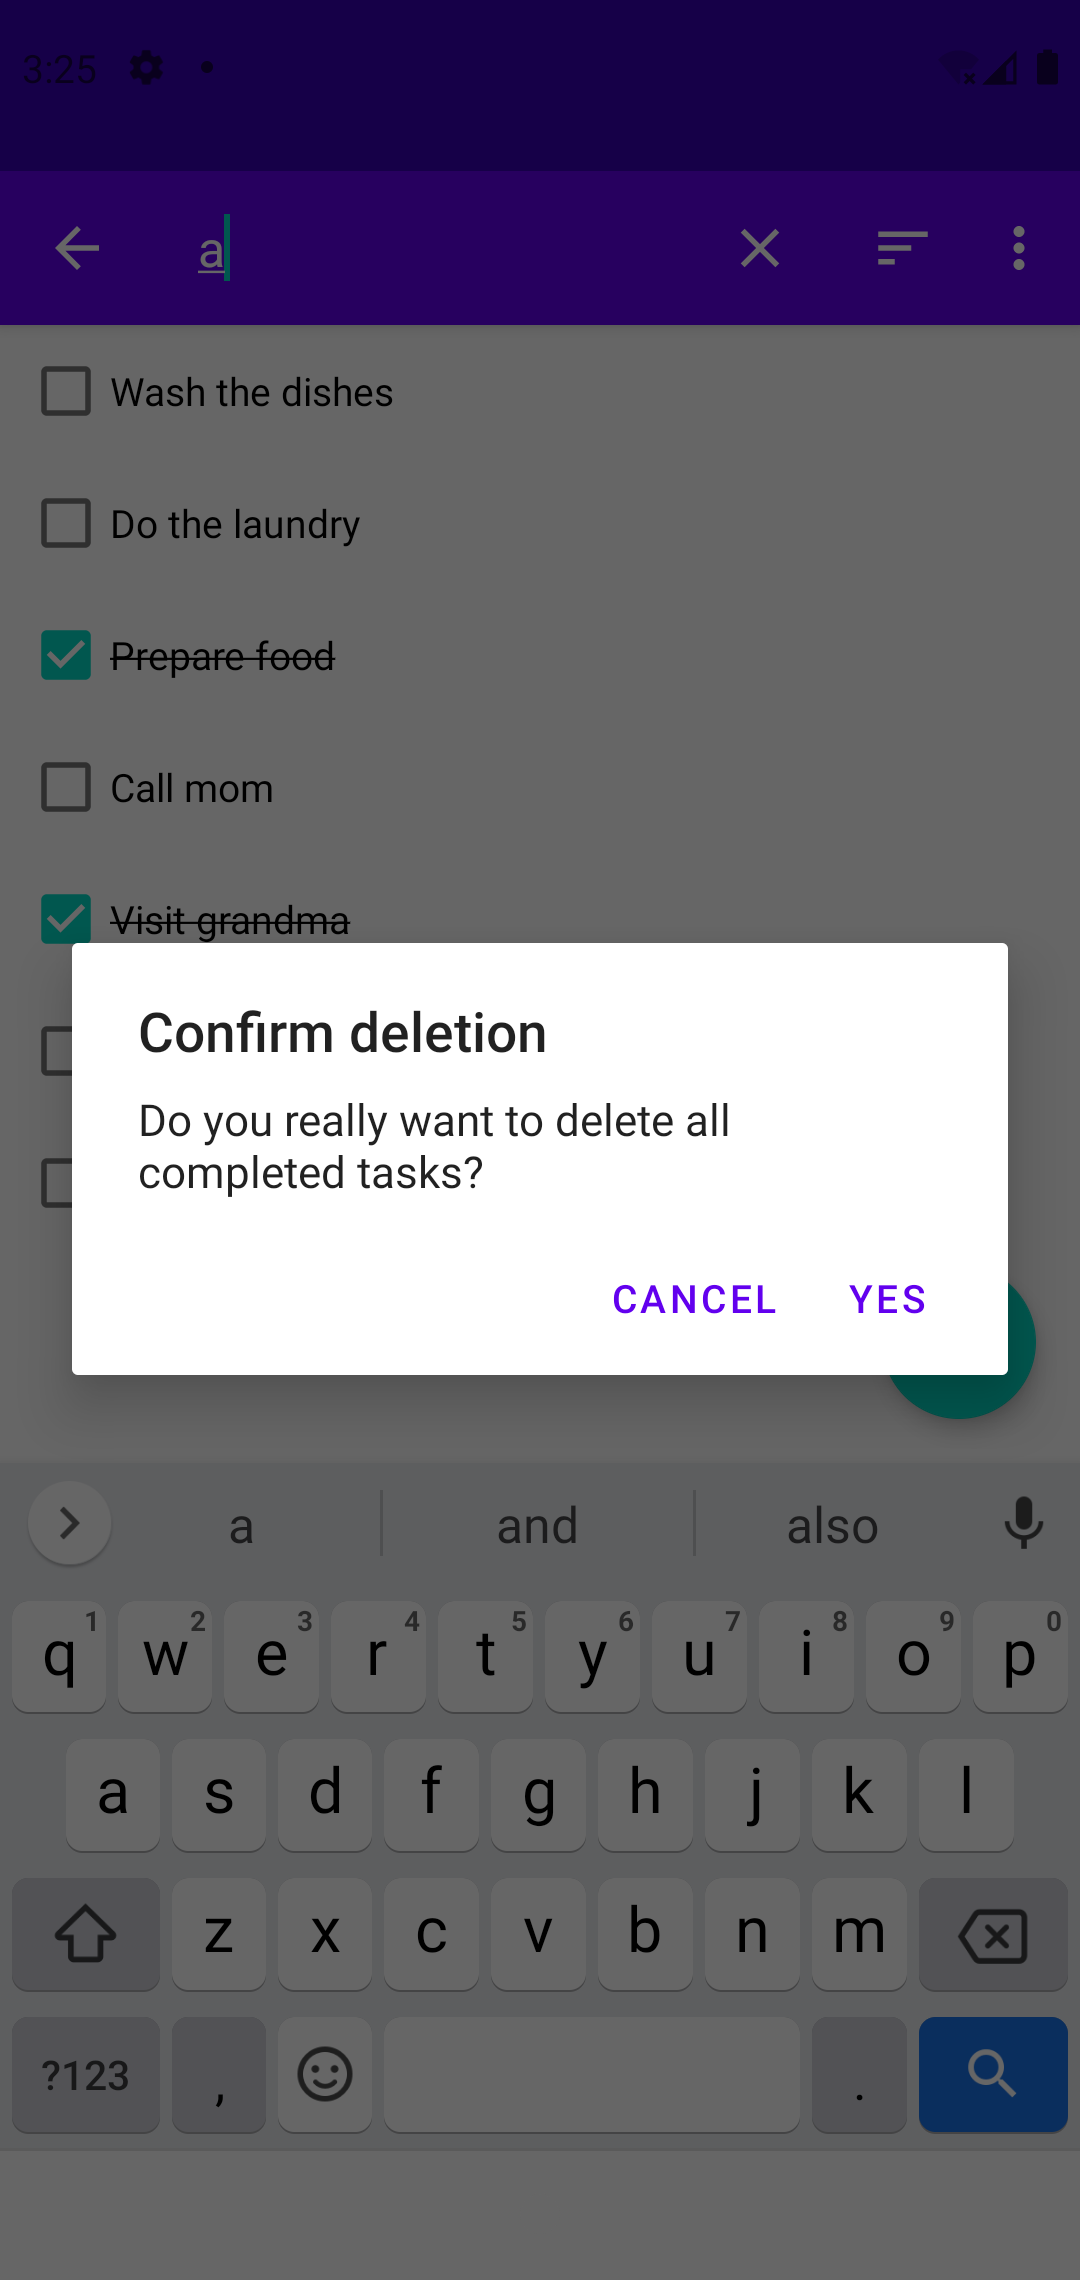 3:25
a
Wash the dishes
Do the laundry
Prepare food
Call mom
Visit grandma
Confirm deletion
Do you really want to delete all
completed tasks?
CANCEL YES
a and also
q 1 w 2 e 3 r 4 t 5 y 6 u 7 i 8 o 9 p 0
a s d f g h j k l
z x c v b n m
?123 , .